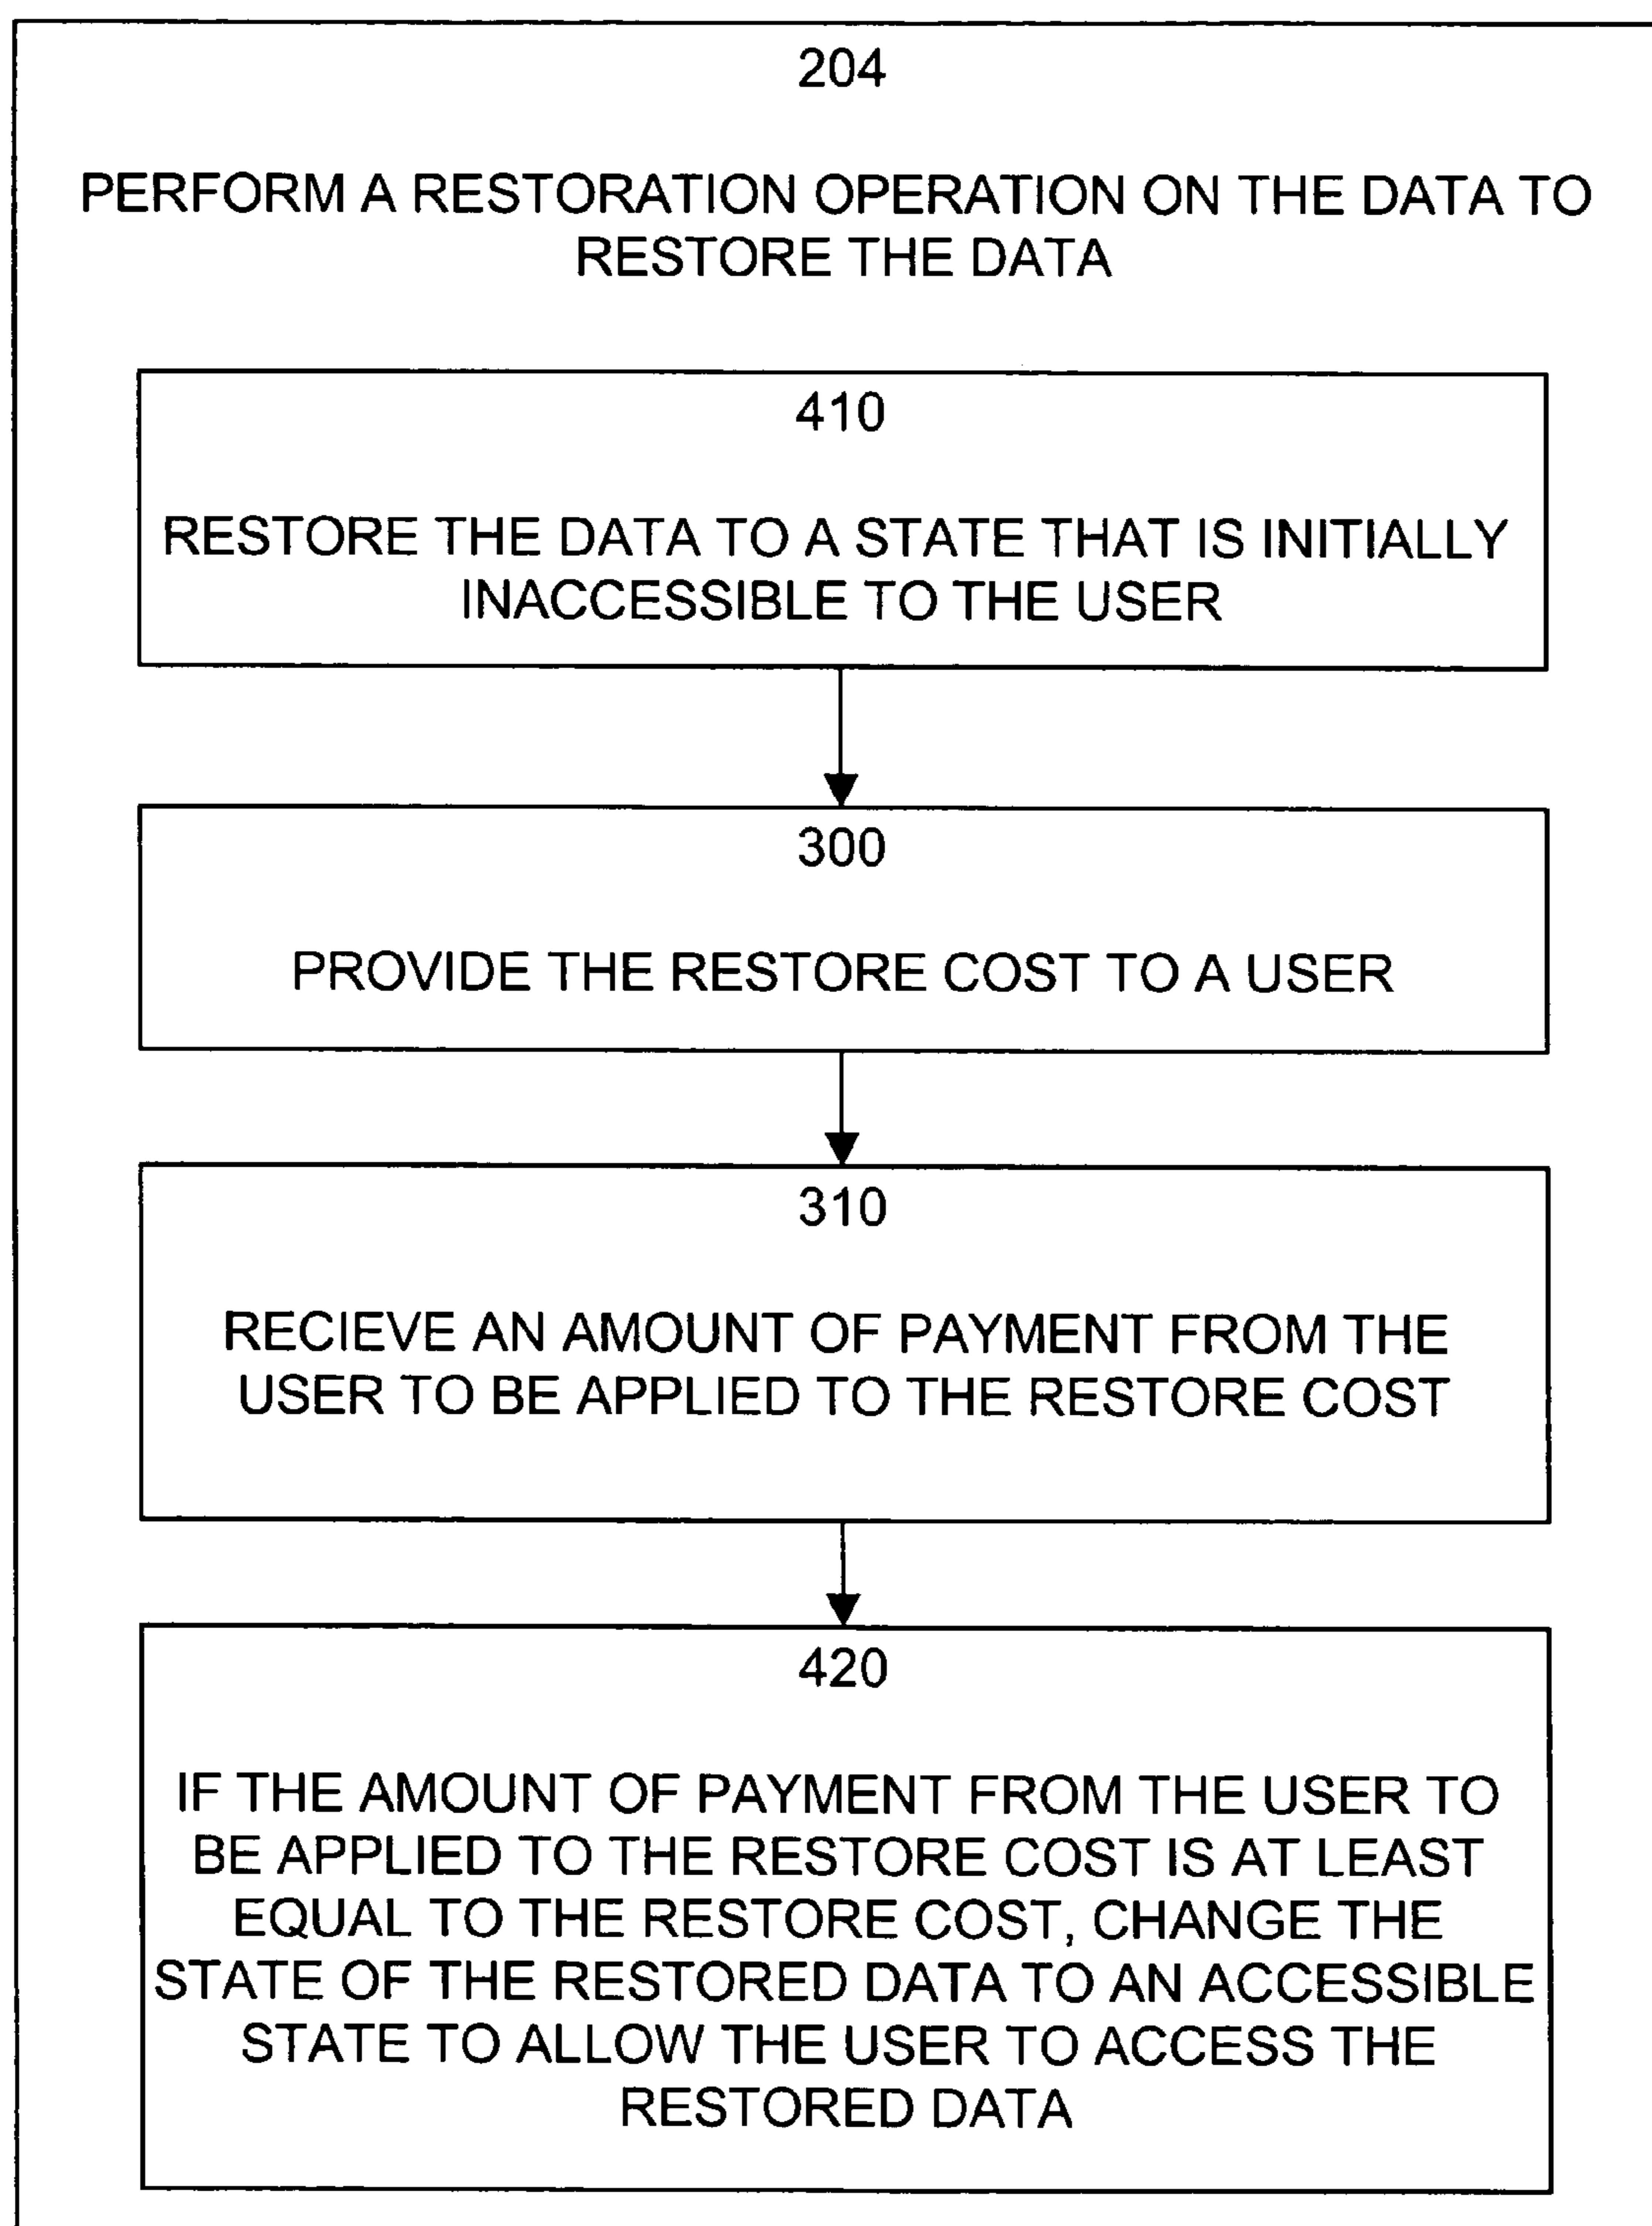 204
PERFORM A RESTORATION OPERATION ON THE DATA TO
RESTORE THE DATA
410
RESTORE THE DATA TO A STATE THAT IS INITIALLY
INACCESSIBLE TO THE USER
300
PROVIDE THE RESTORE COST TO A USER
310
RECIEVE AN AMOUNT OF PAYMENT FROM THE
USER TO BE APPLIED TO THE RESTORE COST
420
IF THE AMOUNT OF PAYMENT FROM THE USER TO
BE APPLIED TO THE RESTORE COST IS AT LEAST
EQUAL TO THE RESTORE COST, CHANGE THE
STATE OF THE RESTORED DATA TO AN ACCESSIBLE
STATE TO ALLOW THE USER TO ACCESS THE
RESTORED DATA